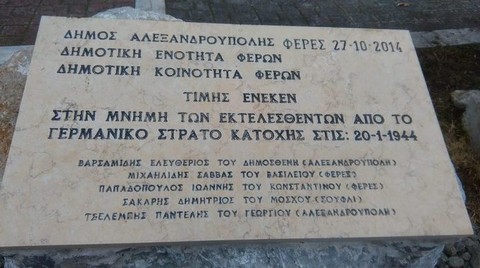 ΔΗΜΟΣ ΑΛΕΞΑΝΔΡΟΥΠΟΛΗΣ ΦΕΡΕΣ 27-10-2014
ΔΗΜΟΤΙΚΗ ΕΝΟΤΗΤΑ ΦΕΡΩΝ
ΔΗΜΟΤΙΚΗ ΚΟΙΝΟΤΗΤΑ ΦΕΡΩΝ
ΤΙΜΗΣ ΕΝΕΚΕΝ
ΣΤΗΝ ΜΝΗΜΗ ΤΩΝ ΕΚΤΕΛΕΣΘΕΝΤΩΝ ΑΠΟ ΤΟ
ΓΕΡΜΑΝΙΚΟ ΣΤΡΑΤΟ ΚΑΤΟΧΗΣ ΣΤΙΣ: 20-1-1944
ΒΑΡΣΑΜΙΔΗΣ ΕΛΕΥΘΕΡΙΟΣ ΤΟΥ ΔΗΜΟΣΘΕΝΗ (ΑΛΕΞΑΝΔΡΟΥΠΟΛΗ)
ΜΙΧΑΗΛΙΔΗΣ ΣΑΒΒΑΣ ΤΟΥ ΒΑΣΙΛΕΙΟΥ (ΦΕΡΕΣ)
ΠΑΠΑΔΟΠΟΥΛΟΣ ΙΩΑΝΝΗΣ ΤΟΥ ΚΩΝΣΤΑΝΤΙΝΟΥ (ΦΕΡΕΣ)
ΣΑΚΑΡΗΣ ΔΗΜΗΤΡΙΟΣ ΤΟΥ ΜΟΣΧΟΥ (ΣΟΥΦΛΙ)
ΤΣΕΛΕΜΠΗΣ ΠΑΝΤΕΛΗΣ ΤΟΥ ΓΕΩΡΓΙΟΥ (ΑΛΕΞΑΝΔΡΟΥΠΟΛΗ)